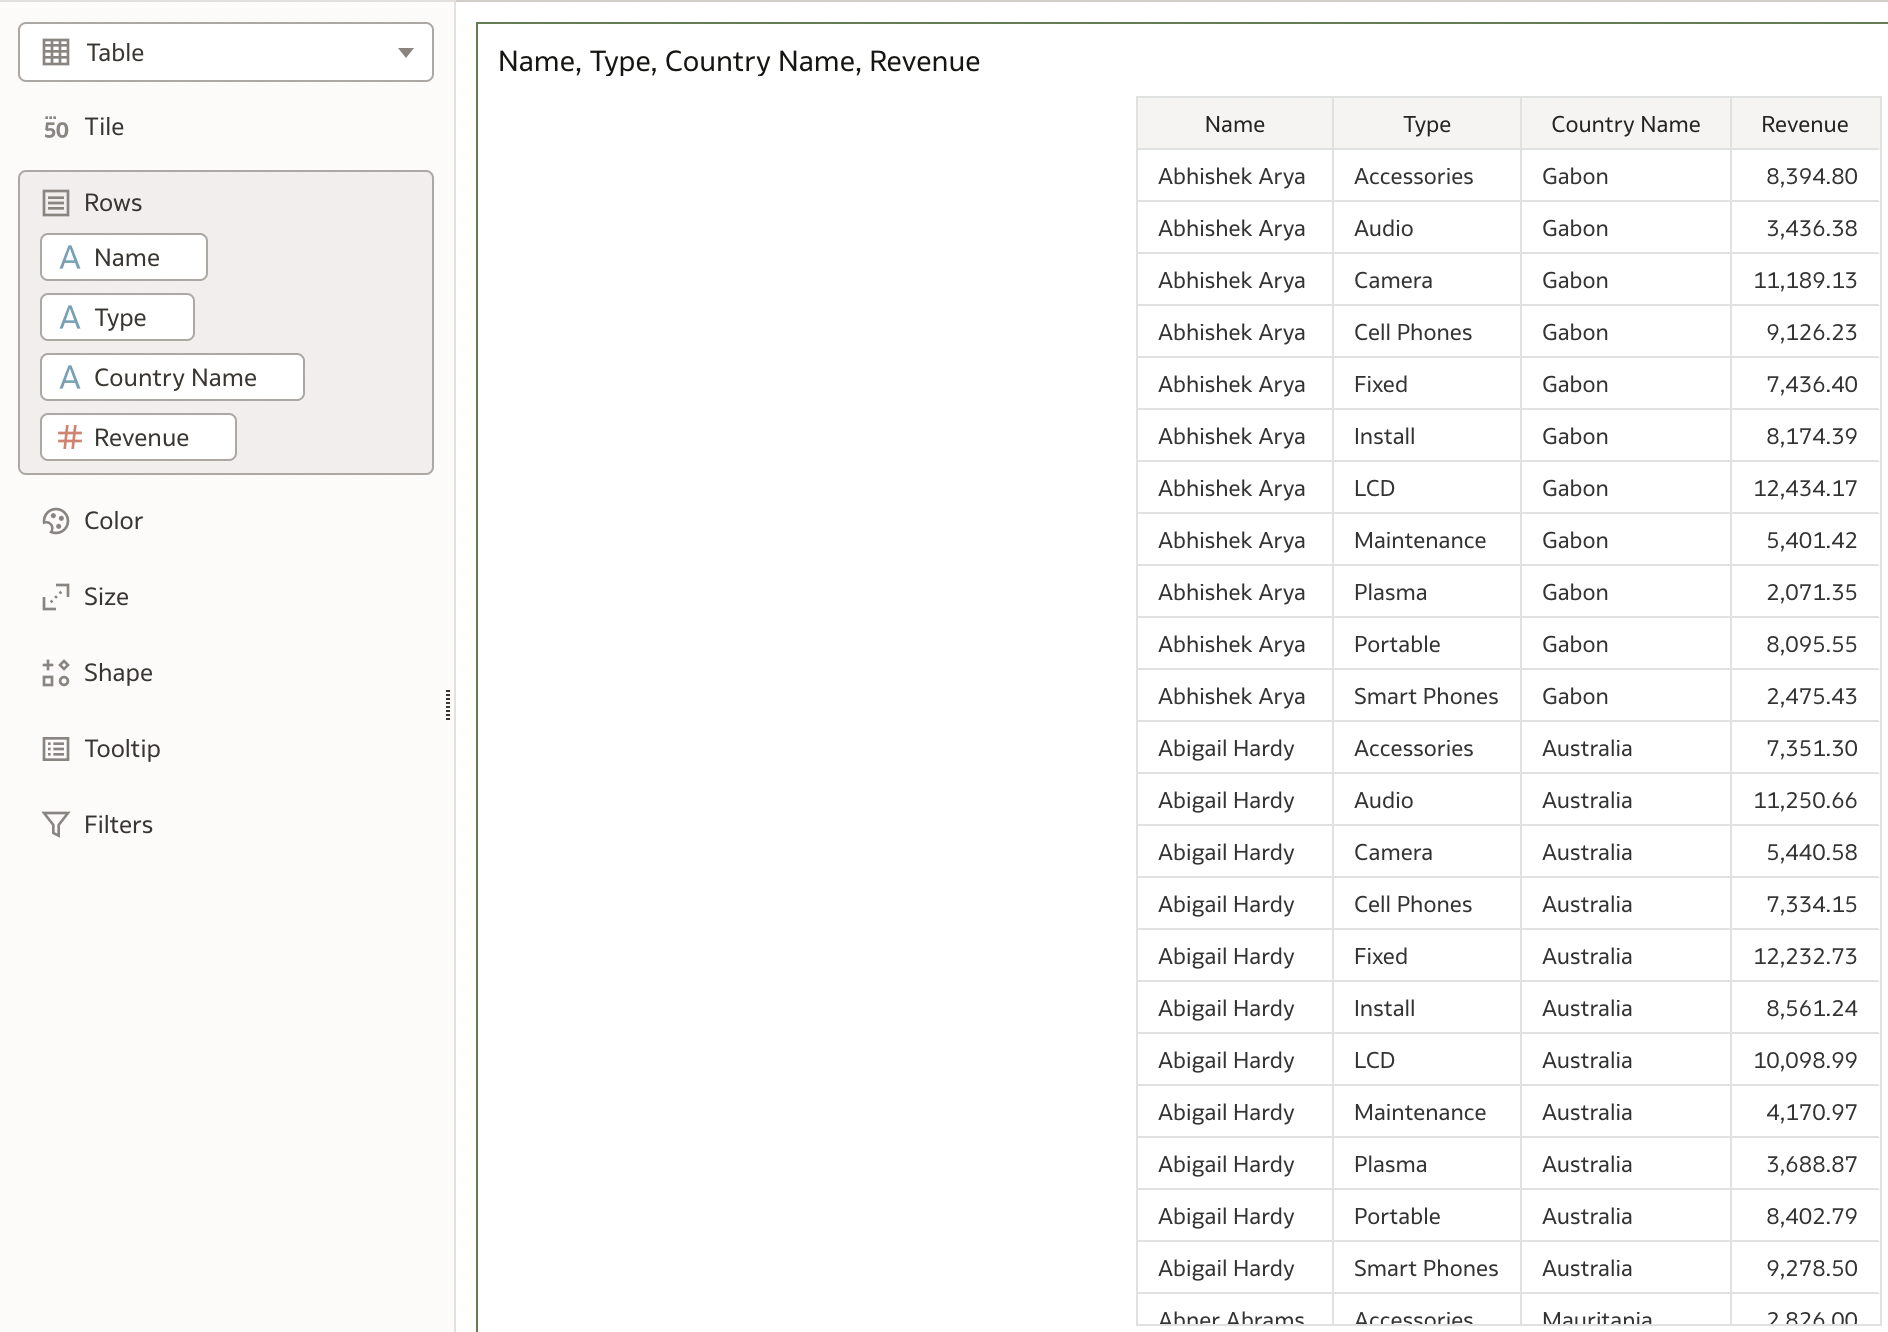 Table
50 Tile
Rows
A Name
A Type
A Country Name
# Revenue
Color
Size
Shape
Tooltip
Filters
Name, Type, Country Name, Revenue
Name Type Country Name Revenue
Abhishek Arya Accessories Gabon 8,394.80
Abhishek Arya Audio Gabon 3,436.38
Abhishek Arya Camera Gabon 11,189.13
Abhishek Arya Cell Phones Gabon 9,126.23
Abhishek Arya Fixed Gabon 7,436.40
Abhishek Arya Install Gabon 8,174.39
Abhishek Arya LCD Gabon 12,434.17
Abhishek Arya Maintenance Gabon 5,401.42
Abhishek Arya Plasma Gabon 2,071.35
Abhishek Arya Portable Gabon 8,095.55
Abhishek Arya Smart Phones Gabon 2,475.43
Abigail Hardy Accessories Australia 7,351.30
Abigail Hardy Audio Australia 11,250.66
Abigail Hardy Camera Australia 5,440.58
Abigail Hardy Cell Phones Australia 7,334.15
Abigail Hardy Fixed Australia 12,232.73
Abigail Hardy Install Australia 8,561.24
Abigail Hardy LCD Australia 10,098.99
Abigail Hardy Maintenance Australia 4,170.97
Abigail Hardy Plasma Australia 3,688.87
Abigail Hardy Portable Australia 8,402.79
Abigail Hardy Smart Phones Australia 9,278.50
Abner Abrams Accessories Mauritania 2,826.00